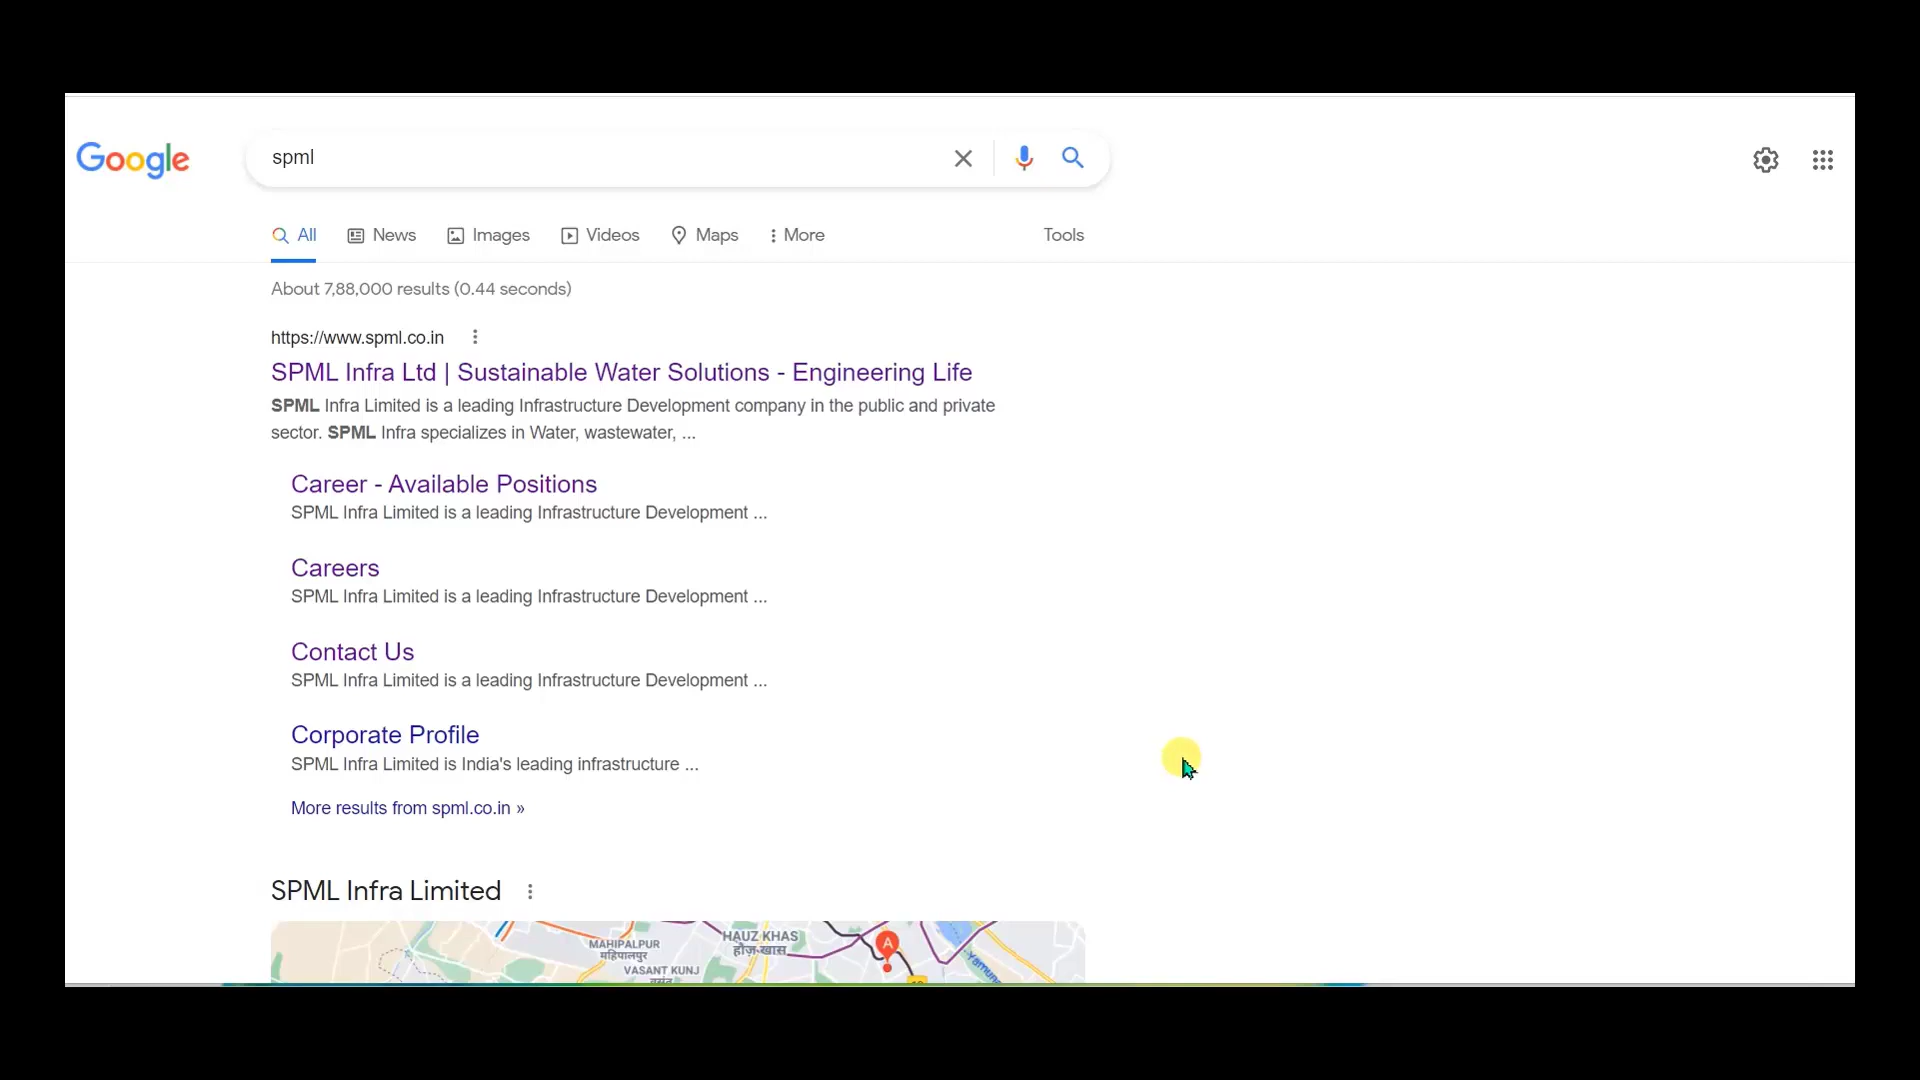 Google
spml
All
News
Images
Videos
Maps
More
Tools
About 7,88,000 results (0.44 seconds)
https://www.spml.co.in
SPML Infra Ltd | Sustainable Water Solutions - Engineering Life
SPML Infra Limited is a leading Infrastructure Development company in the public and private
sector. SPML Infra specializes in Water, wastewater, ...
Career - Available Positions
SPML Infra Limited is a leading Infrastructure Development ...
Careers
SPML Infra Limited is a leading Infrastructure Development ...
Contact Us
SPML Infra Limited is a leading Infrastructure Development ...
Corporate Profile
SPML Infra Limited is India's leading infrastructure ...
More results from spml.co.in »
SPML Infra Limited
MAHIPALPUR
महिपालपुर
HAUZ KHAS
हौज़ खास
A
VASANT KUNJ
Yamuna